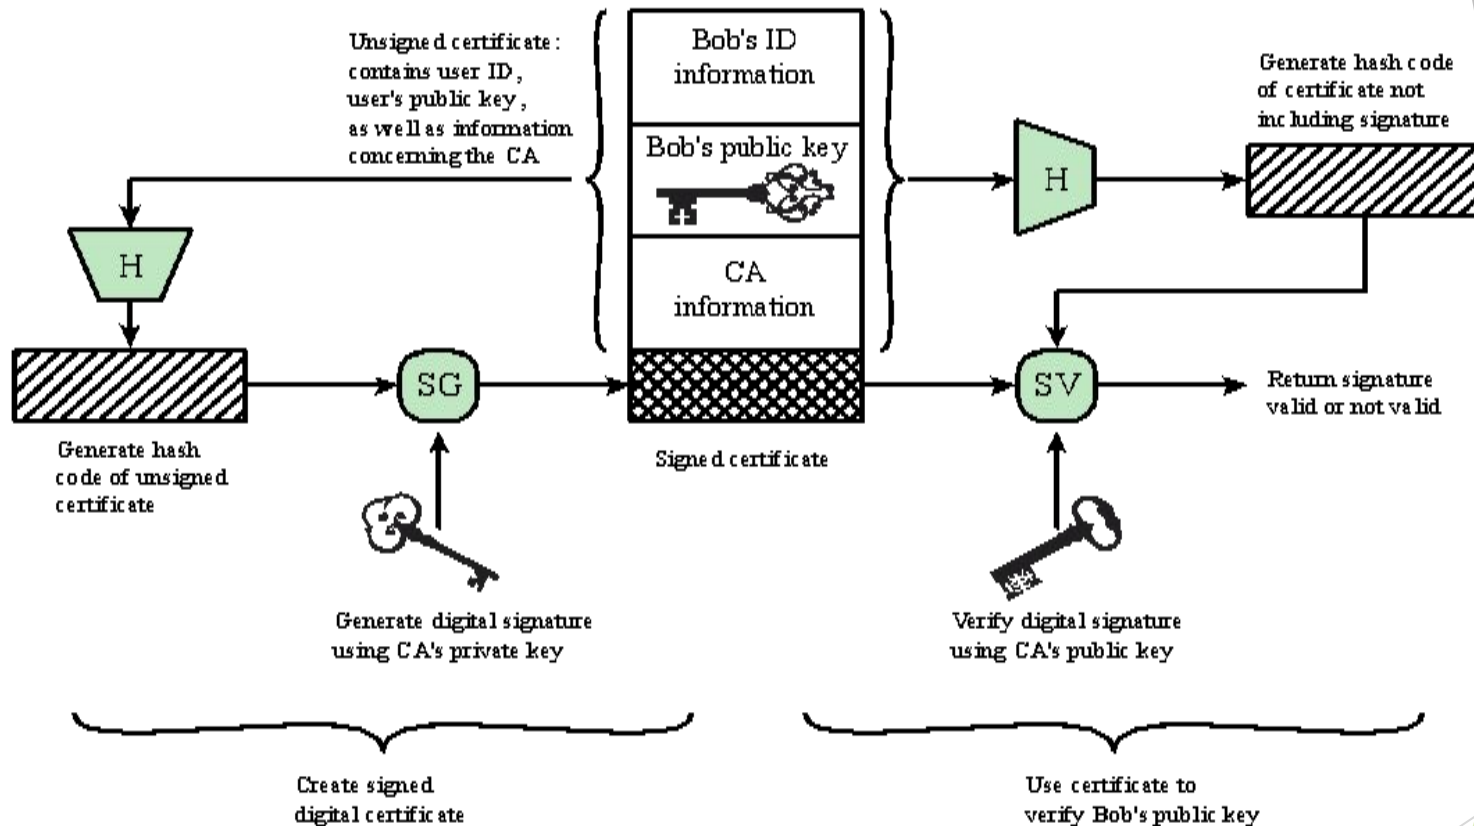 Unsigned certificate:
contains user ID,
user's public key,
as well as information
concerning the CA
Bob's ID
information
Bob's public key
CA
information
Generate hash code
of certificate not
including signature
H
H
SG
SV
Return signature
valid or not valid
Generate hash
code of unsigned
certificate
Signed certificate
Generate digital signature
using CA's private key
Verify digital signature
using CA's public key
Create signed
digital certificate
Use certificate to
verify Bob's public key